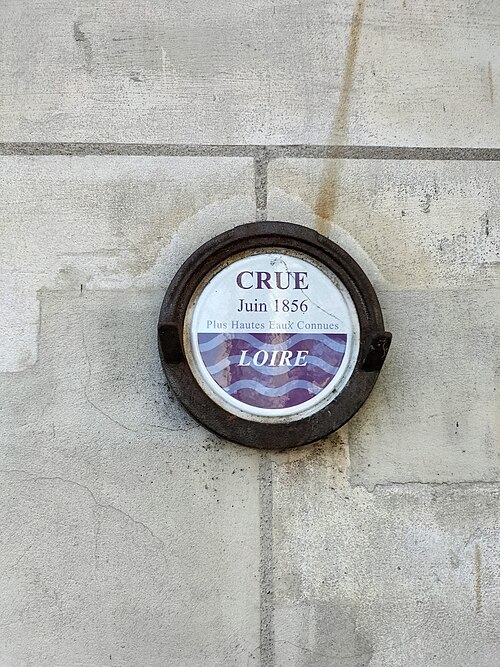 CRUE
Juin 1856
Plus Hautes Eaux Connues
LOIRE